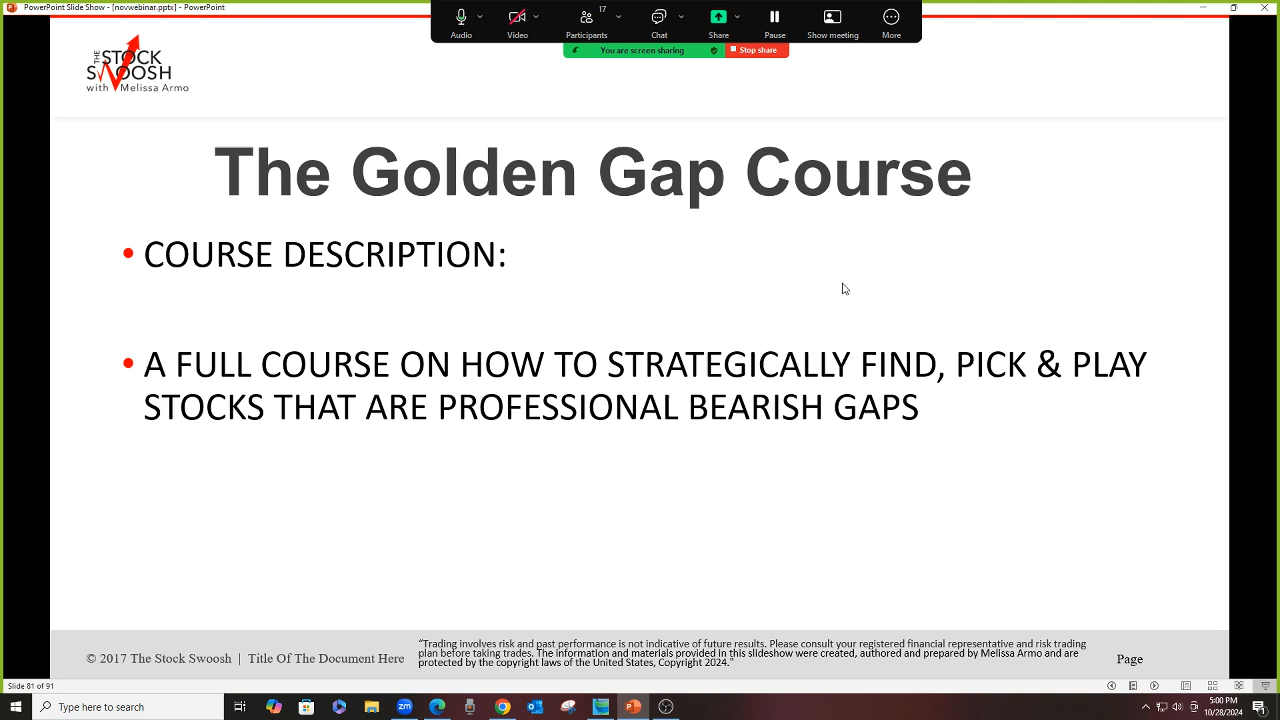 PowerPoint Slide Show - [novwebinar.pptx] - PowerPoint
17
Audio
Video
Participants
Chat
Share
Pause
Show meeting
More
You are screen sharing
Stop share
THE STOCK
SWOOSH
with Melissa Armo
The Golden Gap Course
• COURSE DESCRIPTION:
• A FULL COURSE ON HOW TO STRATEGICALLY FIND, PICK & PLAY
STOCKS THAT ARE PROFESSIONAL BEARISH GAPS
© 2017 The Stock Swoosh | Title Of The Document Here
"Trading involves risk and past performance is not indicative of future results. Please consult your registered financial representative and risk trading
plan before taking trades. The information and materials provided in this slideshow were created, authored and prepared by Melissa Armo and are
protected by the copyright laws of the United States, Copyright 2024."
Page
Slide 81 of 91
Type here to search
5:00 PM
10/28/2024